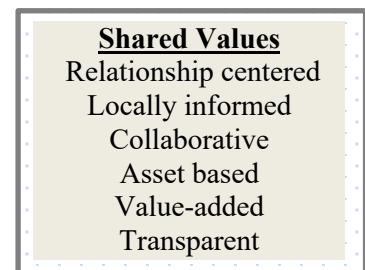 Shared Values
Relationship centered
Locally informed
Collaborative
Asset based
Value-added
Transparent